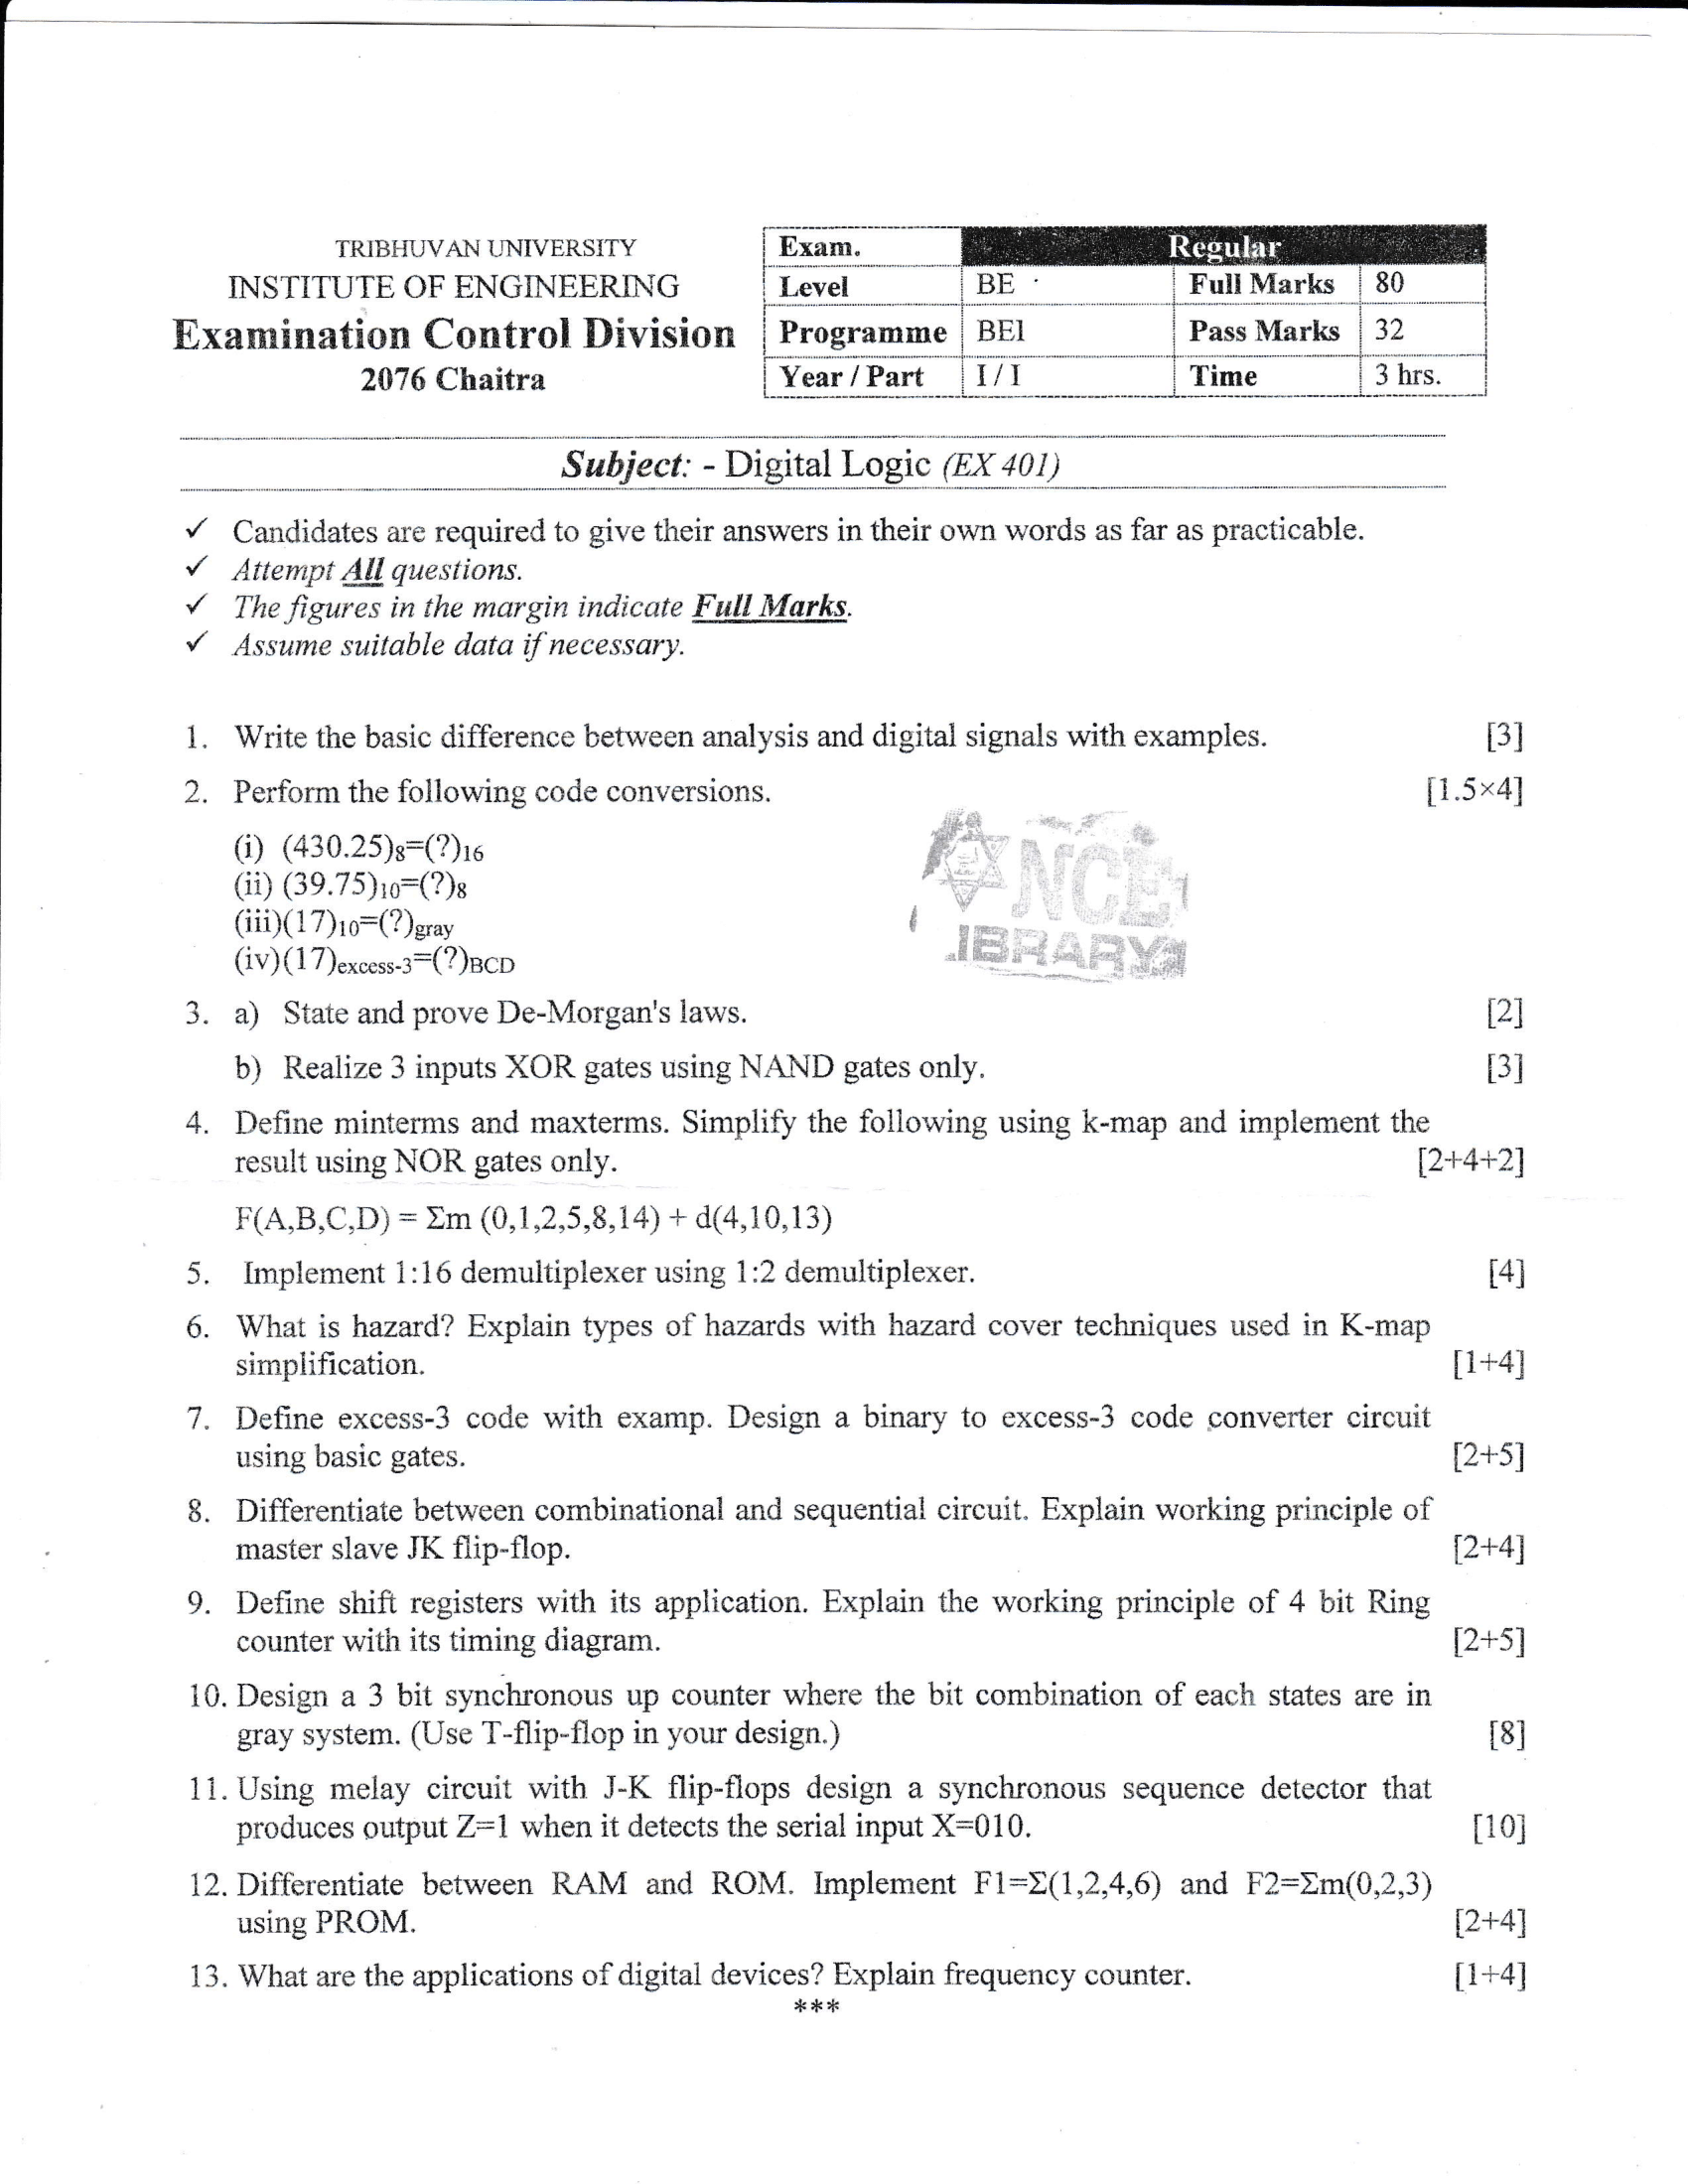 TRIBHUVAN UNIVERSITY
INSTITUTE OF ENGINEERING
Examination Control Division
2076 Chaitra
Exam. Regular
Level BE Full Marks 80
Programme BEI Pass Marks 32
Year / Part I / I Time 3 hrs.
Subject: - Digital Logic (EX 401)
✓ Candidates are required to give their answers in their own words as far as practicable.
✓ Attempt All questions.
✓ The figures in the margin indicate Full Marks.
✓ Assume suitable data if necessary.
1. Write the basic difference between analysis and digital signals with examples. [3]
2. Perform the following code conversions. [1.5×4]
(i) (430.25)8=(?)16
(ii) (39.75)10=(?)8
(iii)(17)10=(?)gray
(iv)(17)excess-3=(?)BCD
NCE
LIBRARY
3. a) State and prove De-Morgan's laws. [2]
b) Realize 3 inputs XOR gates using NAND gates only. [3]
4. Define minterms and maxterms. Simplify the following using k-map and implement the
result using NOR gates only. [2+4+2]
F(A,B,C,D) = Σm (0,1,2,5,8,14) + d(4,10,13)
5. Implement 1:16 demultiplexer using 1:2 demultiplexer. [4]
6. What is hazard? Explain types of hazards with hazard cover techniques used in K-map
simplification. [1+4]
7. Define excess-3 code with examp. Design a binary to excess-3 code converter circuit
using basic gates. [2+5]
8. Differentiate between combinational and sequential circuit. Explain working principle of
master slave JK flip-flop. [2+4]
9. Define shift registers with its application. Explain the working principle of 4 bit Ring
counter with its timing diagram. [2+5]
10. Design a 3 bit synchronous up counter where the bit combination of each states are in
gray system. (Use T-flip-flop in your design.) [8]
11. Using melay circuit with J-K flip-flops design a synchronous sequence detector that
produces output Z=1 when it detects the serial input X=010. [10]
12. Differentiate between RAM and ROM. Implement F1=Σ(1,2,4,6) and F2=Σm(0,2,3)
using PROM. [2+4]
13. What are the applications of digital devices? Explain frequency counter. [1+4]
***